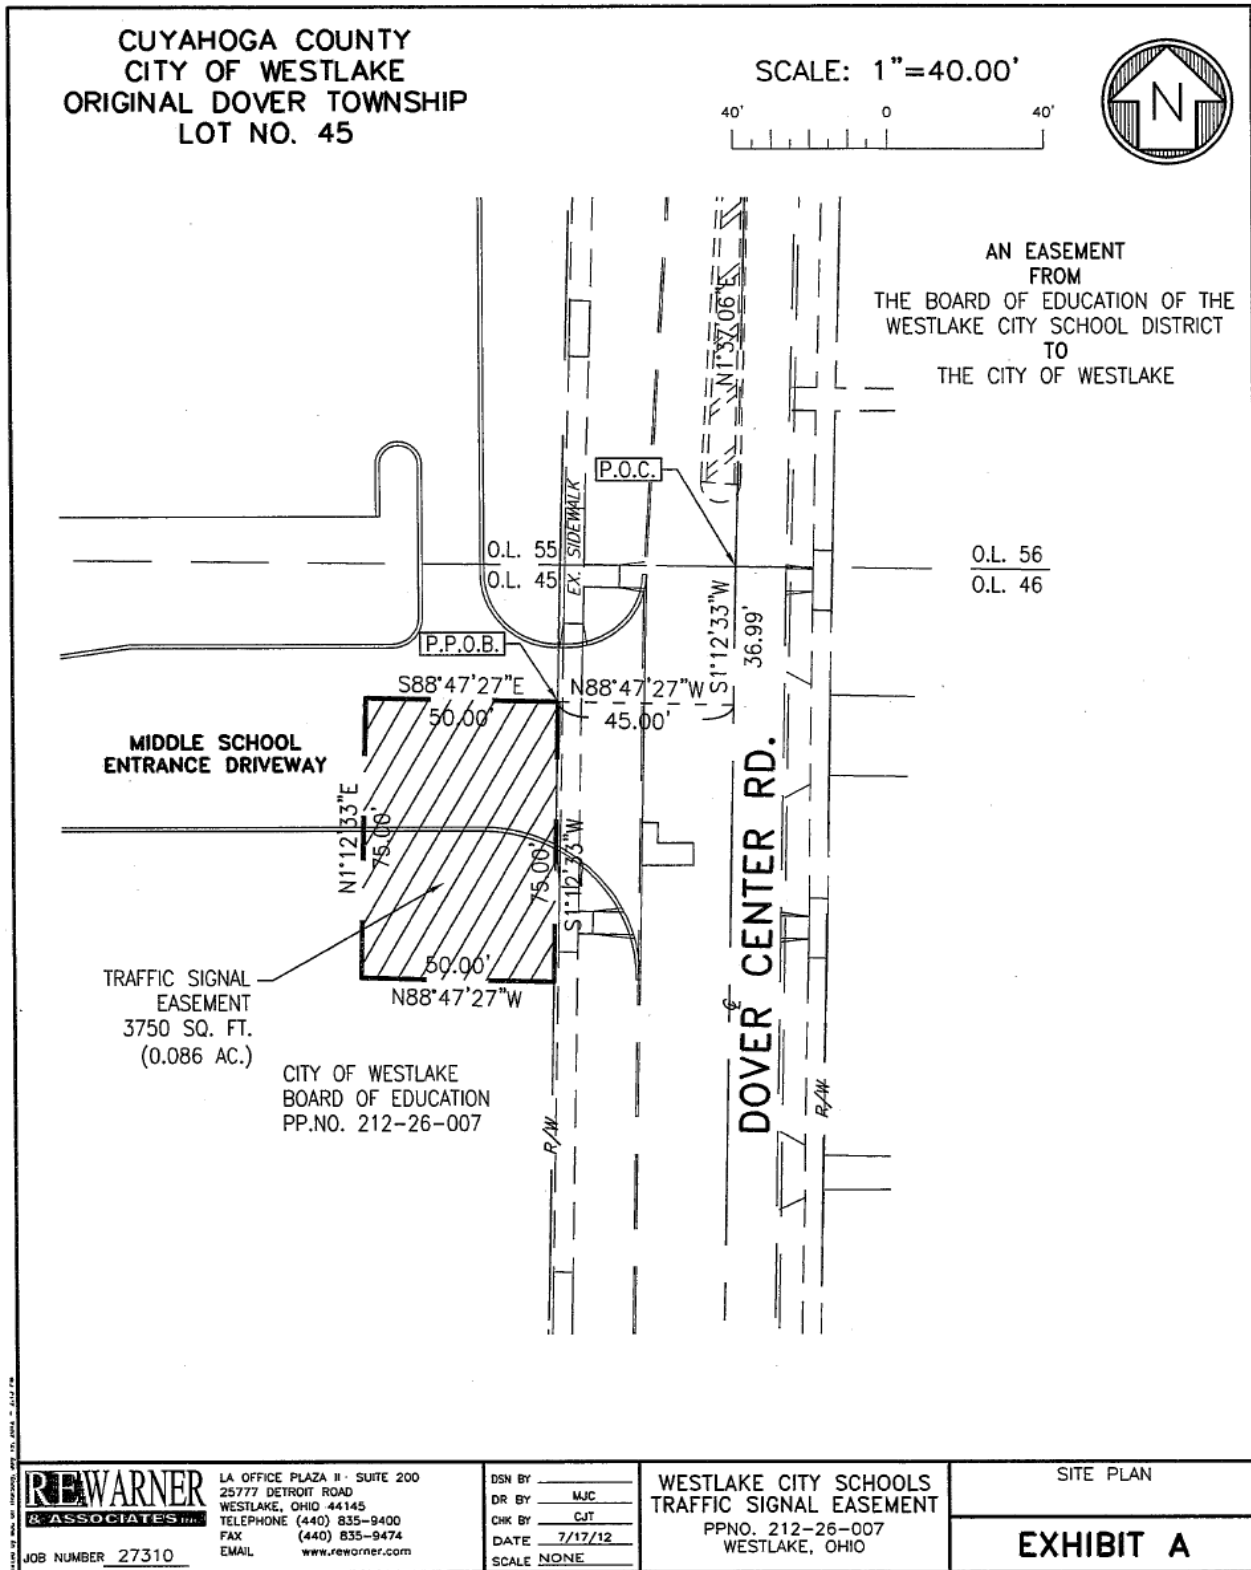 CUYAHOGA COUNTY
CITY OF WESTLAKE
ORIGINAL DOVER TOWNSHIP
LOT NO. 45
SCALE: 1"=40.00'
40' 0 40'
N
AN EASEMENT
FROM
THE BOARD OF EDUCATION OF THE
WESTLAKE CITY SCHOOL DISTRICT
TO
THE CITY OF WESTLAKE
N1°37'06"E
P.O.C.
EX. SIDEWALK
O.L. 55
O.L. 45
O.L. 56
O.L. 46
S1°12'33"W
36.99'
P.P.O.B.
S88°47'27"E
50.00'
N88°47'27"W
45.00'
MIDDLE SCHOOL
ENTRANCE DRIVEWAY
N1°12'33"E
75.00'
75.00'
S1°12'33"W
DOVER CENTER RD.
50.00'
N88°47'27"W
TRAFFIC SIGNAL
EASEMENT
3750 SQ. FT.
(0.086 AC.)
CITY OF WESTLAKE
BOARD OF EDUCATION
PP.NO. 212-26-007
R/W
R/W
REWARNER
& ASSOCIATES INC.
JOB NUMBER 27310
LA OFFICE PLAZA II - SUITE 200
25777 DETROIT ROAD
WESTLAKE, OHIO 44145
TELEPHONE (440) 835-9400
FAX (440) 835-9474
EMAIL www.rewarner.com
DSN BY
DR BY MJC
CHK BY CJT
DATE 7/17/12
SCALE NONE
WESTLAKE CITY SCHOOLS
TRAFFIC SIGNAL EASEMENT
PPNO. 212-26-007
WESTLAKE, OHIO
SITE PLAN
EXHIBIT A